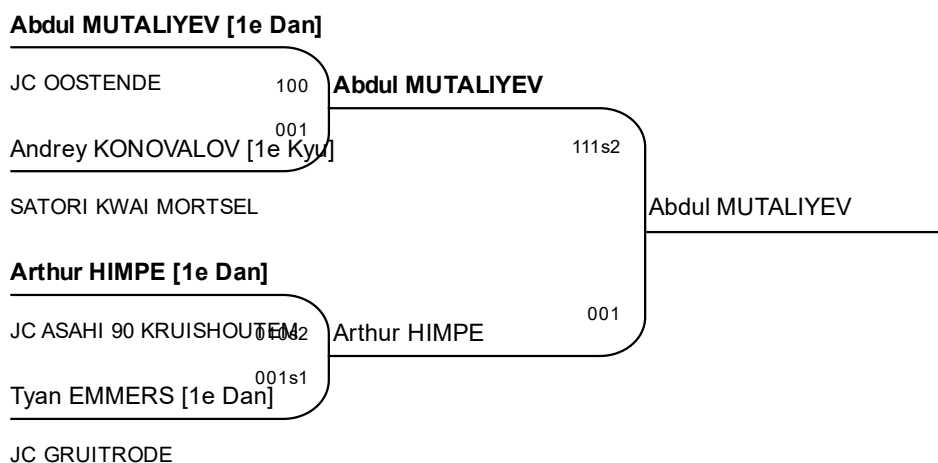 Abdul MUTALIYEV [1e Dan]
JC OOSTENDE
100
Abdul MUTALIYEV
001
Andrey KONOVALOV [1e Kyu]
111s2
SATORI KWAI MORTSEL
Abdul MUTALIYEV
Arthur HIMPE [1e Dan]
001
JC ASAHI 90 KRUISHOUTEM
010s2
Arthur HIMPE
001s1
Tyan EMMERS [1e Dan]
JC GRUITRODE